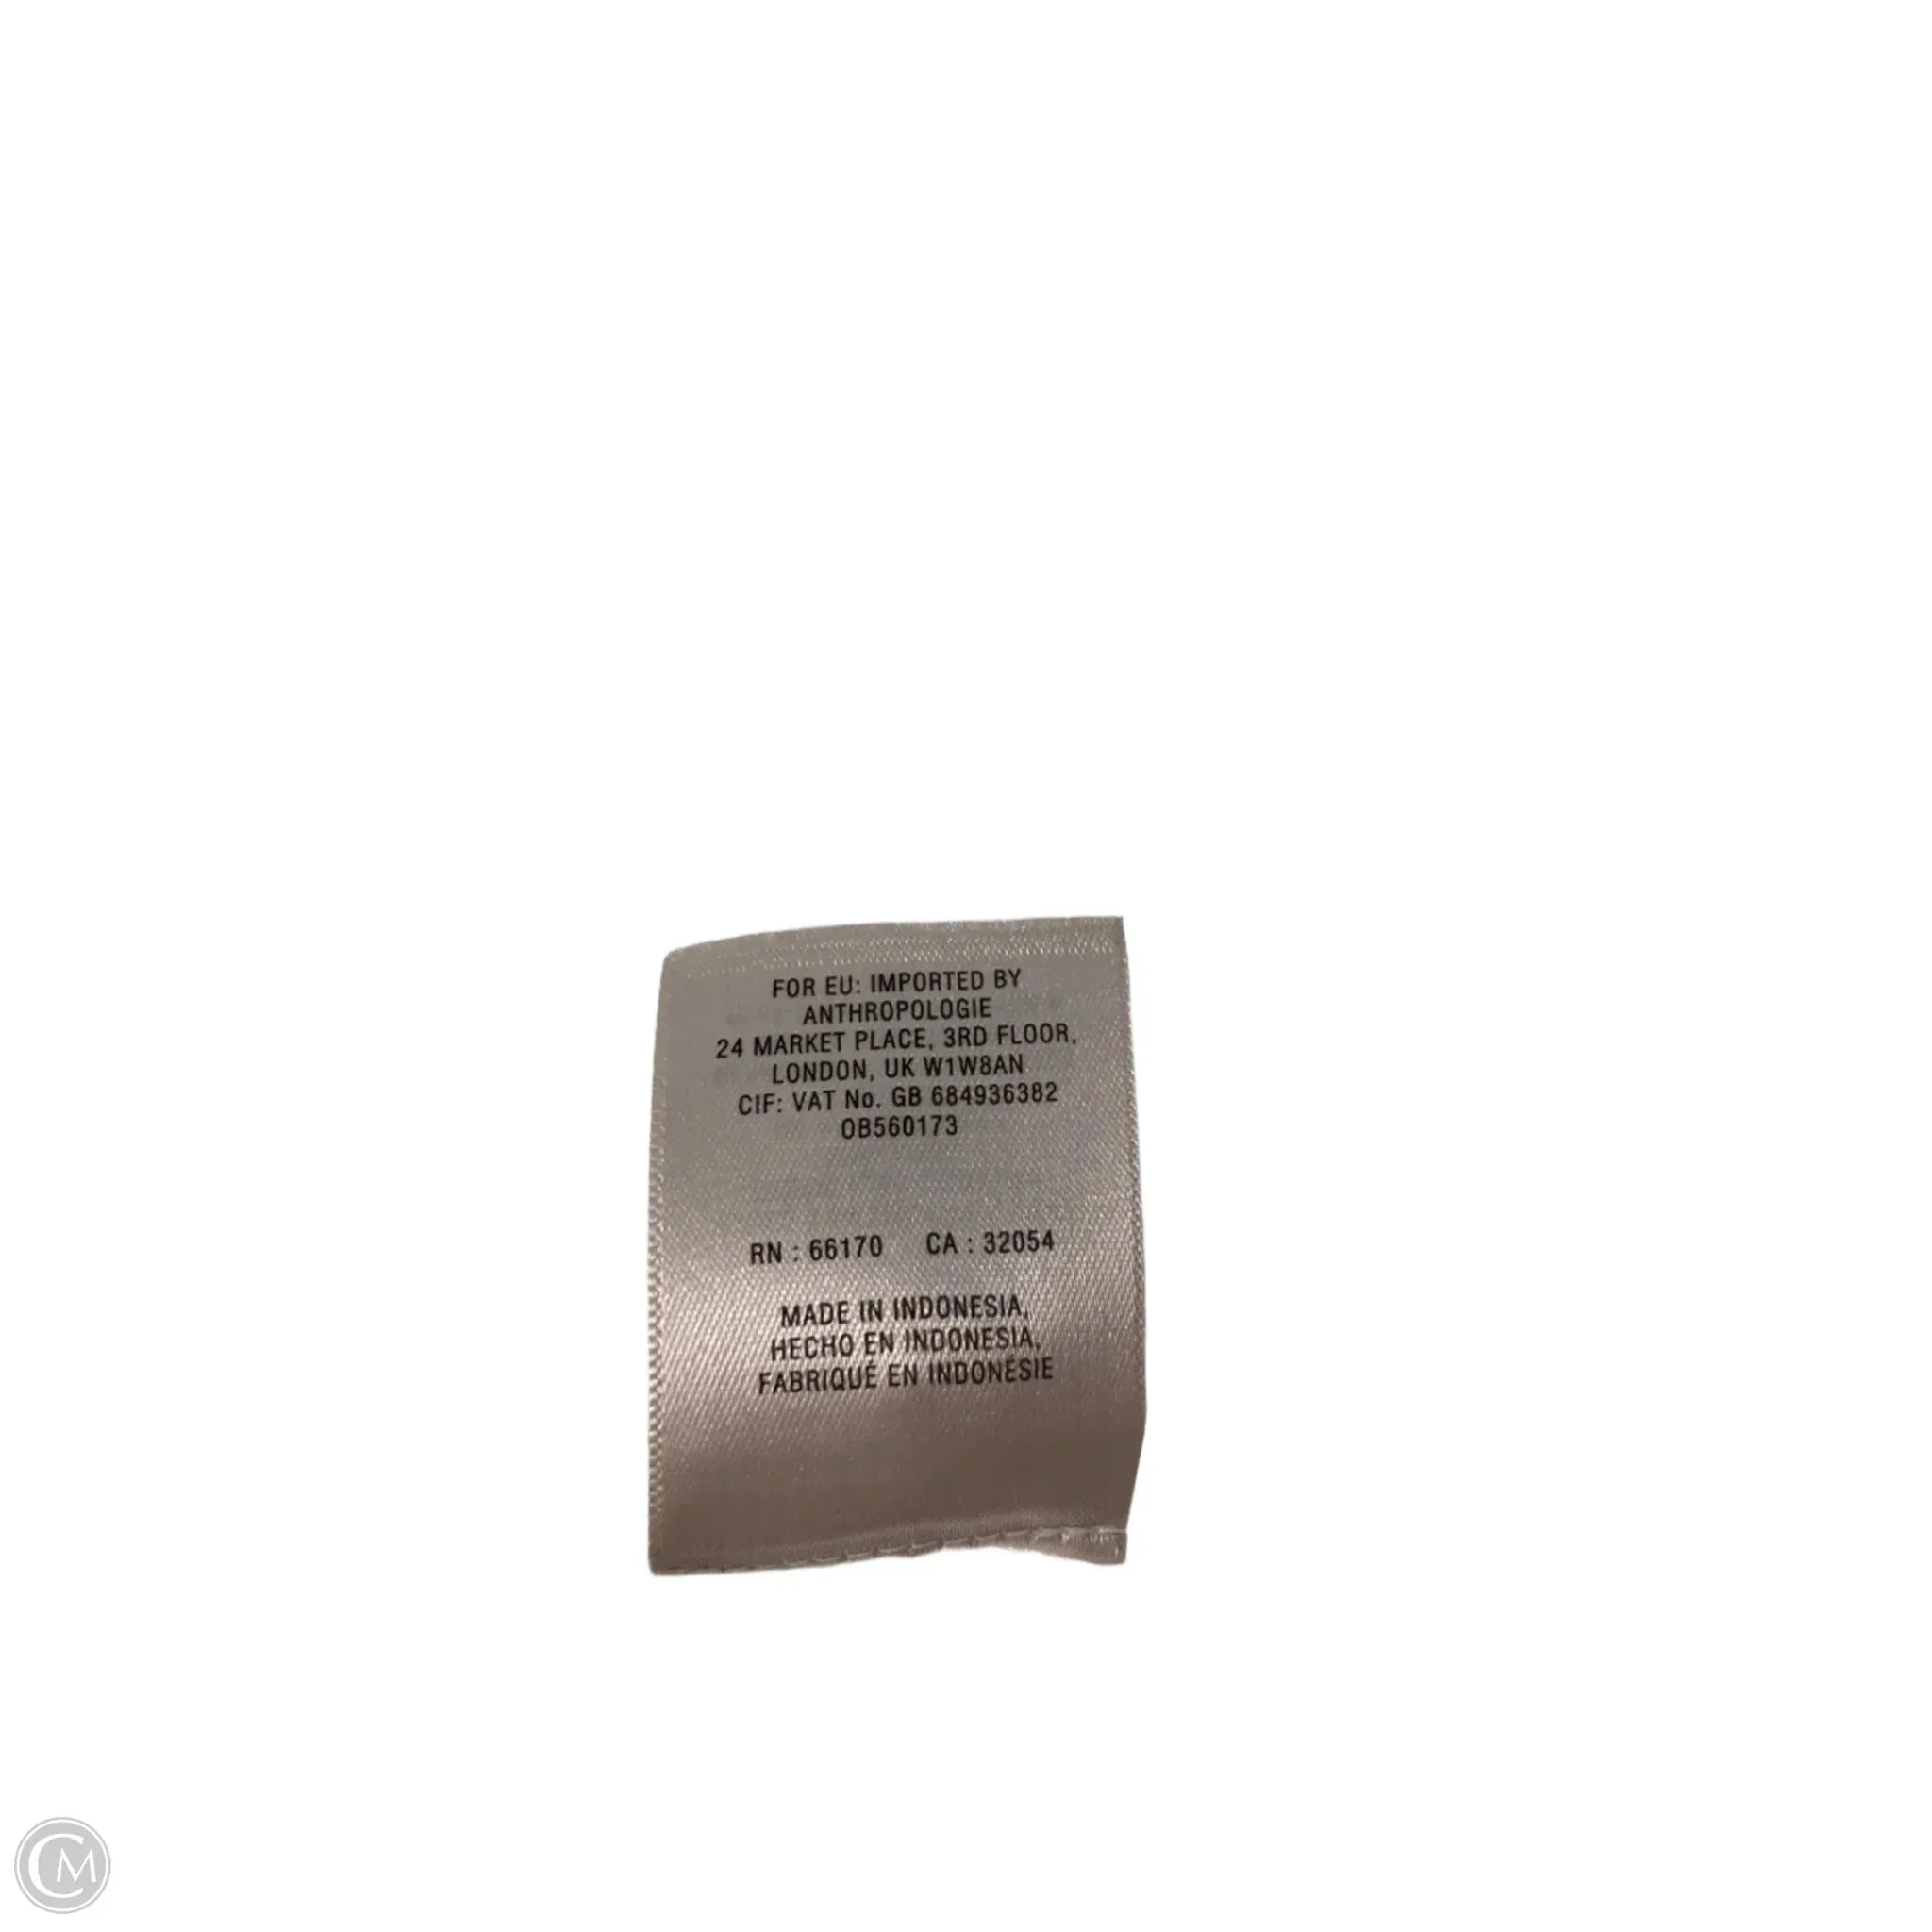 FOR EU: IMPORTED BY
ANTHROPOLOGIE
24 MARKET PLACE, 3RD FLOOR,
LONDON, UK W1W8AN
CIF: VAT No. GB 684936382
OB560173
RN : 66170 CA : 32054
MADE IN INDONESIA,
HECHO EN INDONESIA,
FABRIQUÉ EN INDONÉSIE
CM